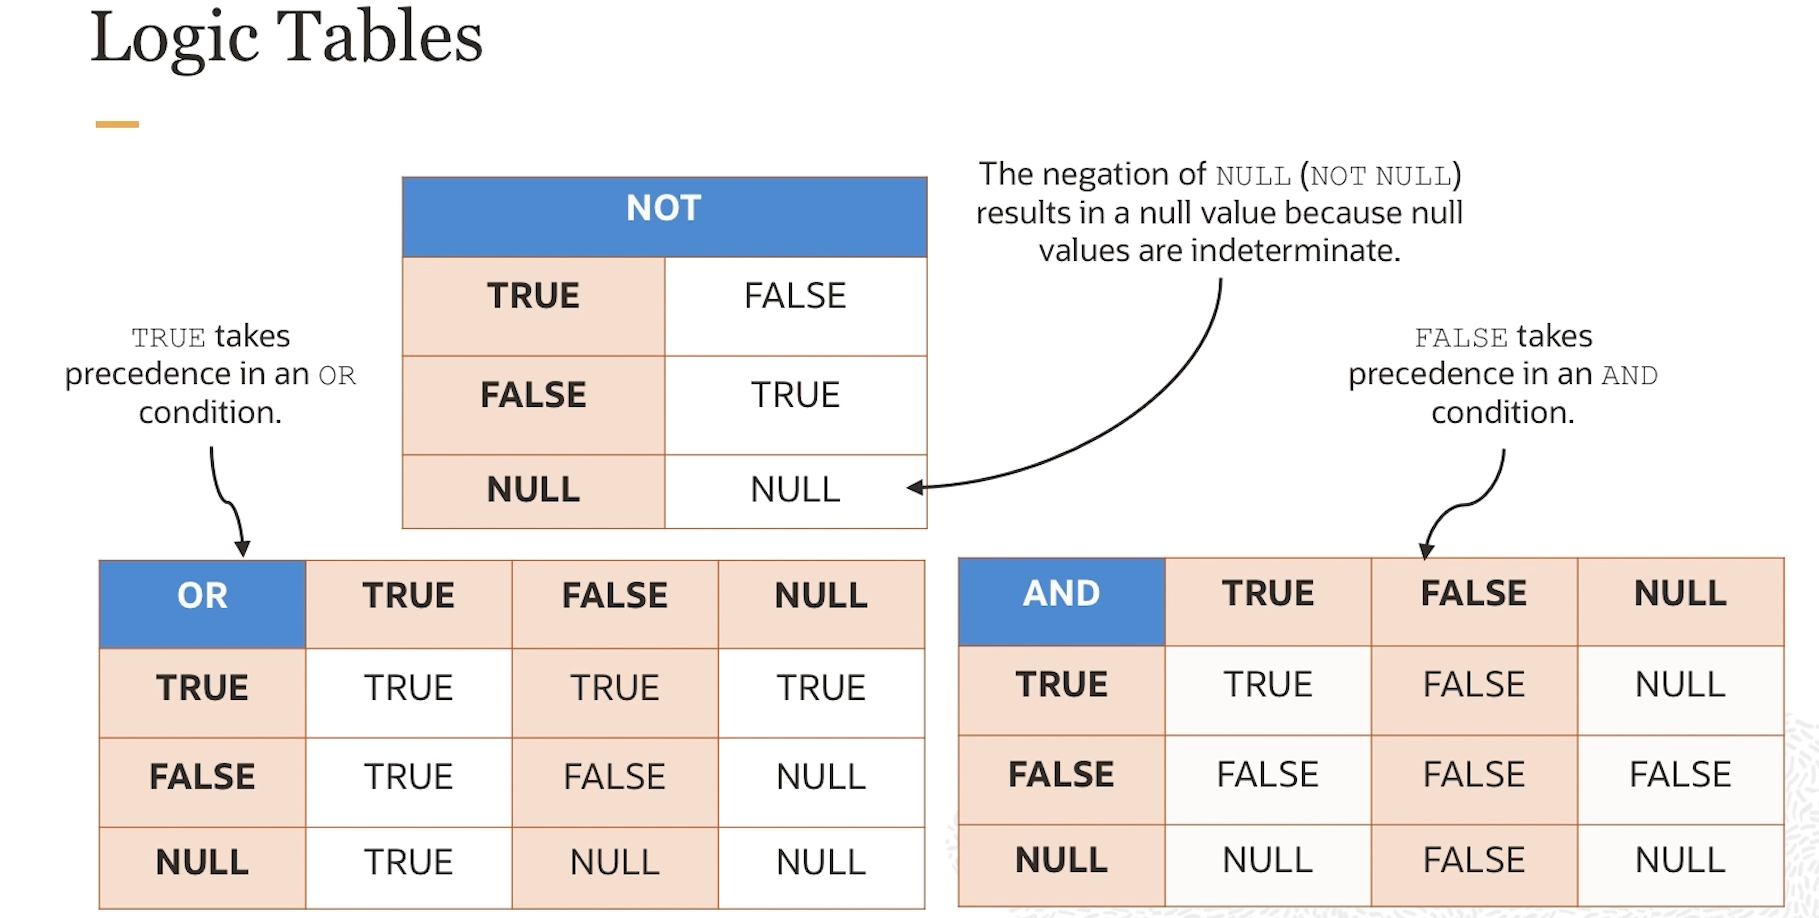 Logic Tables
The negation of NULL (NOT NULL)
results in a null value because null
values are indeterminate.
NOT
TRUE FALSE
FALSE TRUE
NULL NULL
TRUE takes
precedence in an OR
condition.
FALSE takes
precedence in an AND
condition.
OR TRUE FALSE NULL
TRUE TRUE TRUE TRUE
FALSE TRUE FALSE NULL
NULL TRUE NULL NULL
AND TRUE FALSE NULL
TRUE TRUE FALSE NULL
FALSE FALSE FALSE FALSE
NULL NULL FALSE NULL